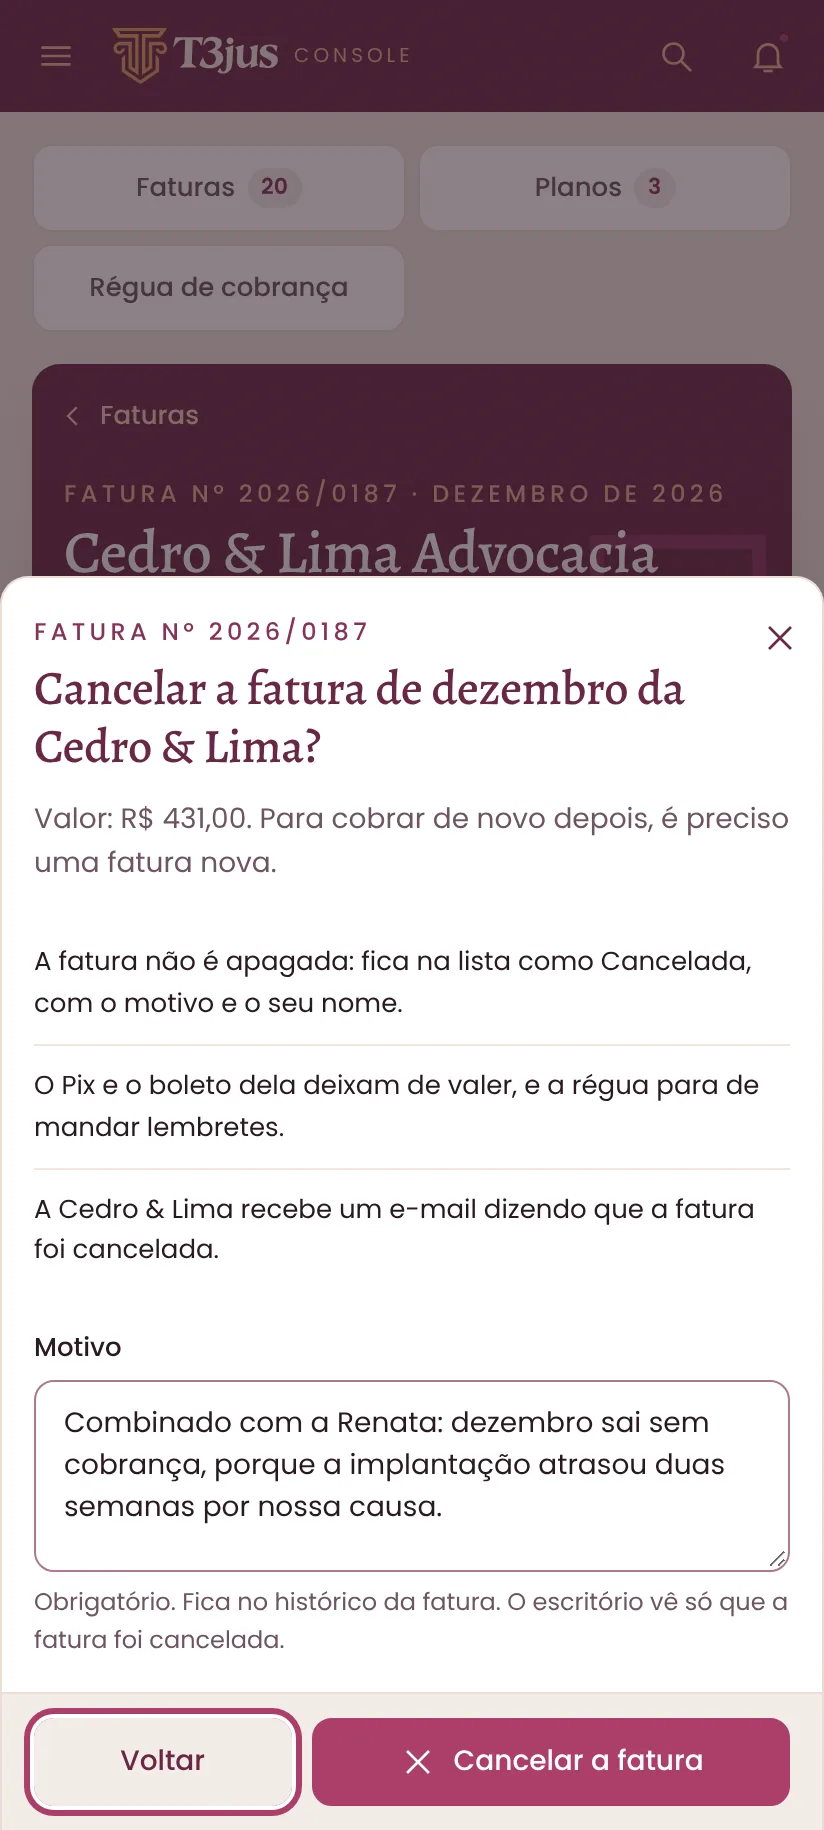 T3jus CONSOLE
Faturas 20
Planos 3
Régua de cobrança
Faturas
FATURA Nº 2026/0187 · DEZEMBRO DE 2026
Cedro & Lima Advocacia
FATURA Nº 2026/0187
Cancelar a fatura de dezembro da
Cedro & Lima?
Valor: R$ 431,00. Para cobrar de novo depois, é preciso
uma fatura nova.
A fatura não é apagada: fica na lista como Cancelada,
com o motivo e o seu nome.
O Pix e o boleto dela deixam de valer, e a régua para de
mandar lembretes.
A Cedro & Lima recebe um e-mail dizendo que a fatura
foi cancelada.
Motivo
Combinado com a Renata: dezembro sai sem
cobrança, porque a implantação atrasou duas
semanas por nossa causa.
Obrigatório. Fica no histórico da fatura. O escritório vê só que a
fatura foi cancelada.
Voltar
Cancelar a fatura